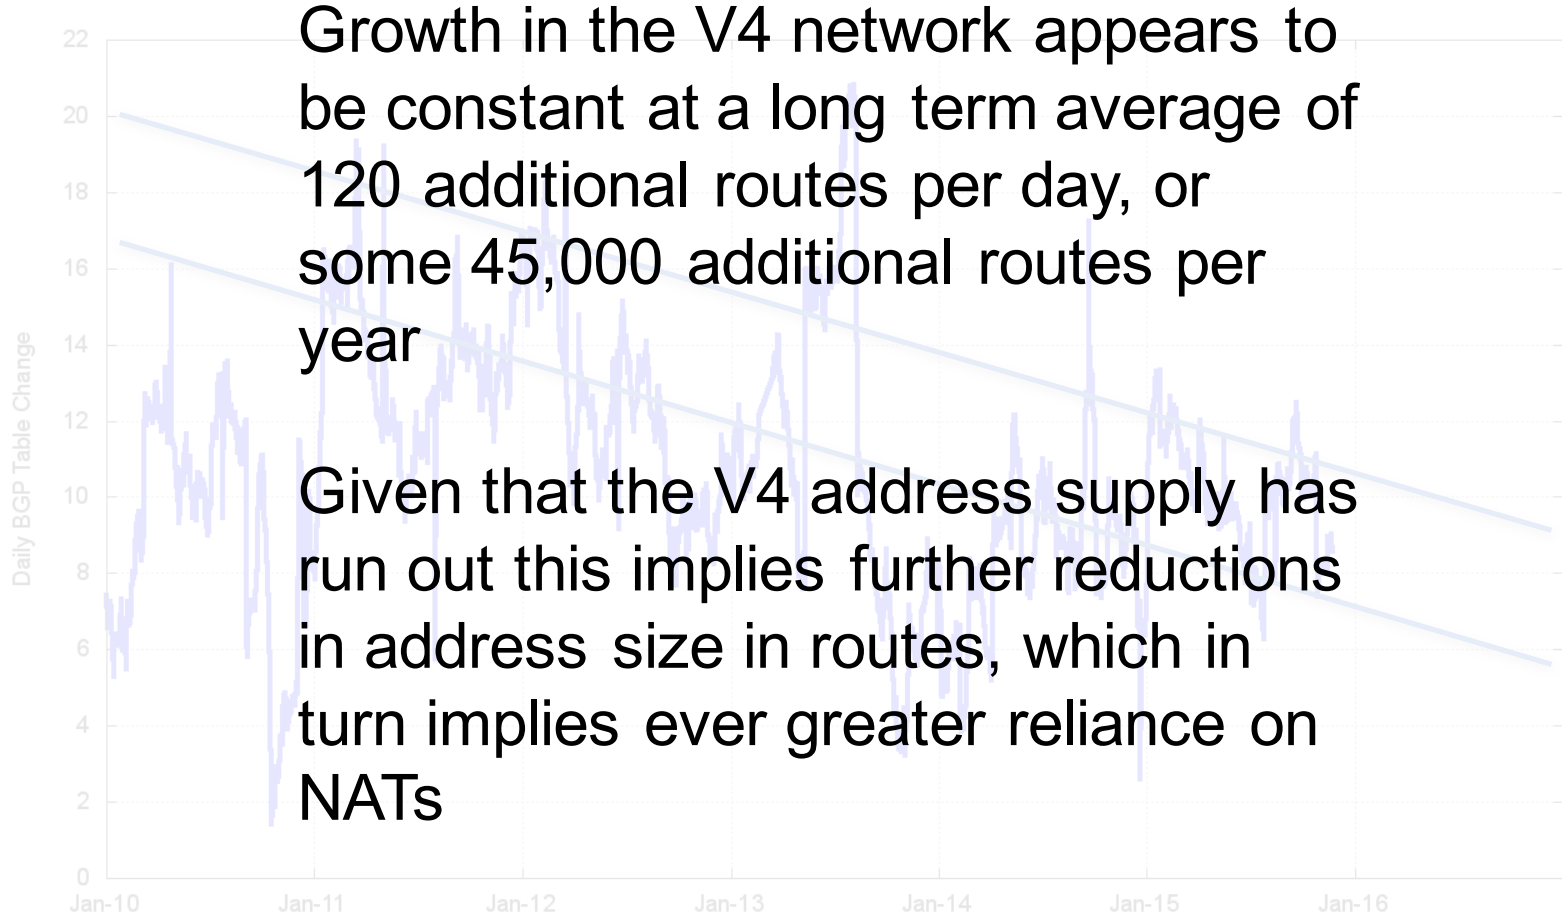 Growth in the V4 network appears to
be constant at a long term average of
120 additional routes per day, or
some 45,000 additional routes per
year
Given that the V4 address supply has
run out this implies further reductions
in address size in routes, which in
turn implies ever greater reliance on
NATs
Daily BGP Table Change
22
20
18
16
14
12
10
8
6
4
2
0
Jan-10 Jan-11 Jan-12 Jan-13 Jan-14 Jan-15 Jan-16